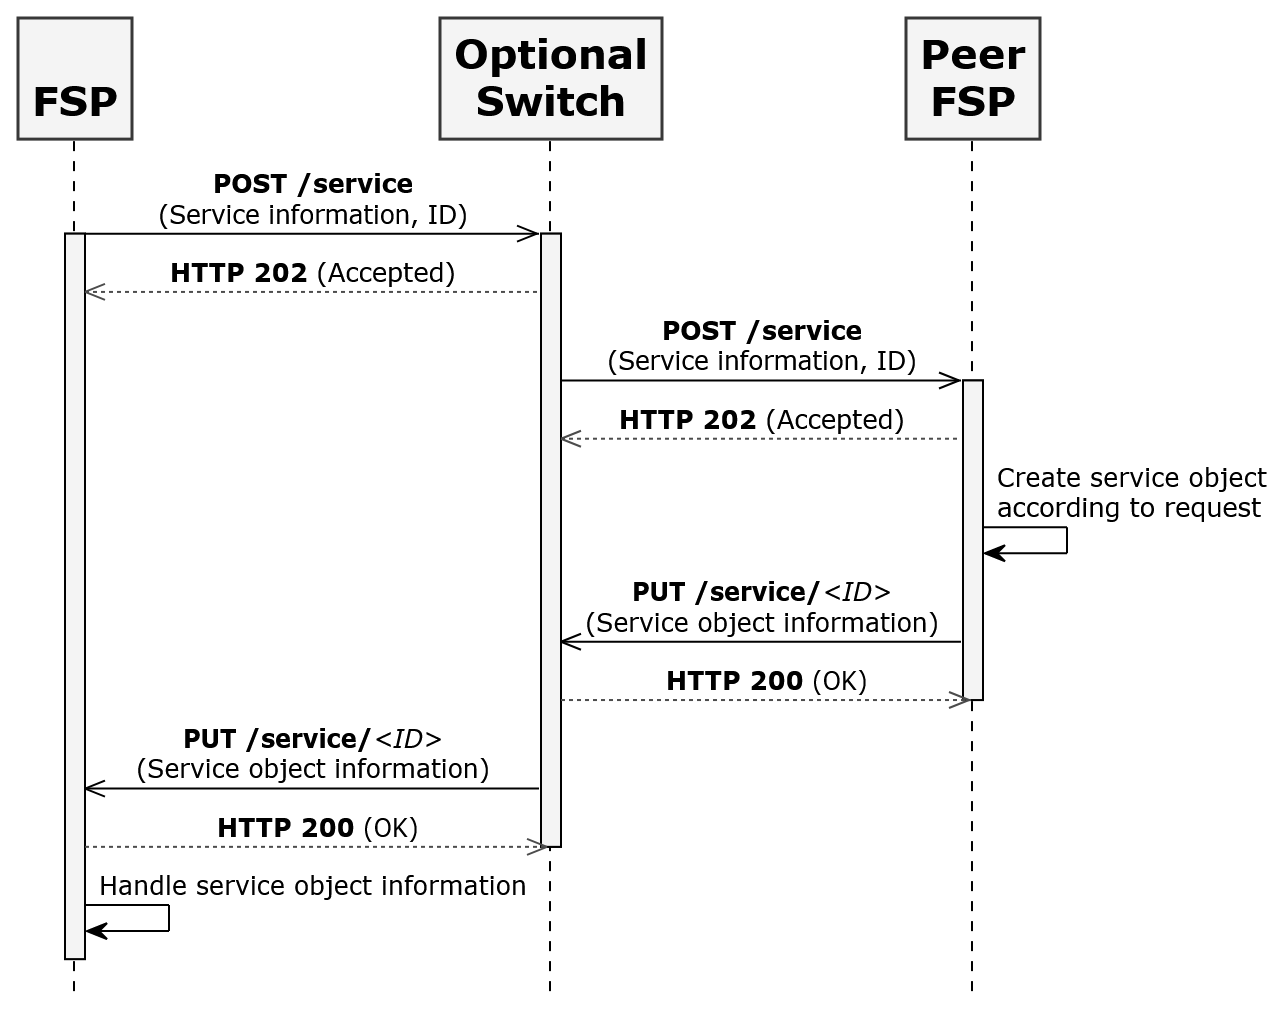 FSP
Optional
Switch
Peer
FSP
POST /service
(Service information, ID)
HTTP 202 (Accepted)
POST /service
(Service information, ID)
HTTP 202 (Accepted)
Create service object
according to request
PUT /service/<ID>
(Service object information)
HTTP 200 (OK)
PUT /service/<ID>
(Service object information)
HTTP 200 (OK)
Handle service object information